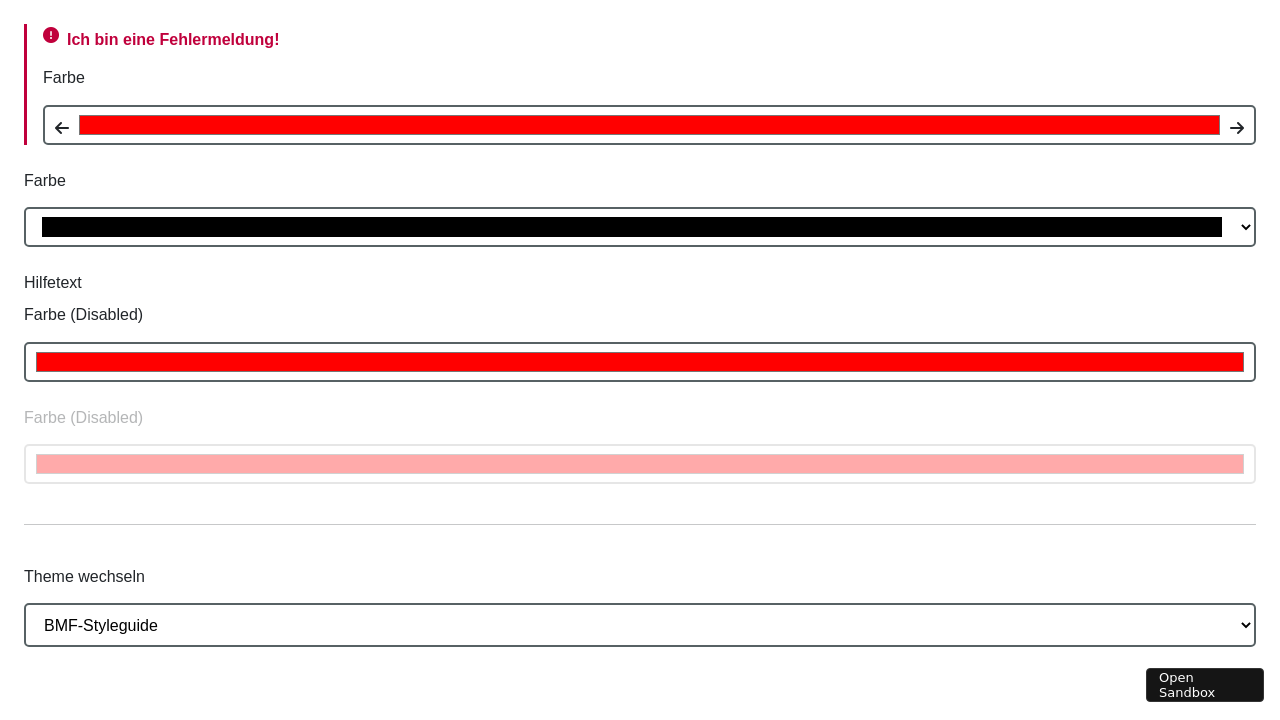 Ich bin eine Fehlermeldung!
Farbe
Farbe
Hilfetext
Farbe (Disabled)
Farbe (Disabled)
Theme wechseln
BMF-Styleguide
Open
Sandbox